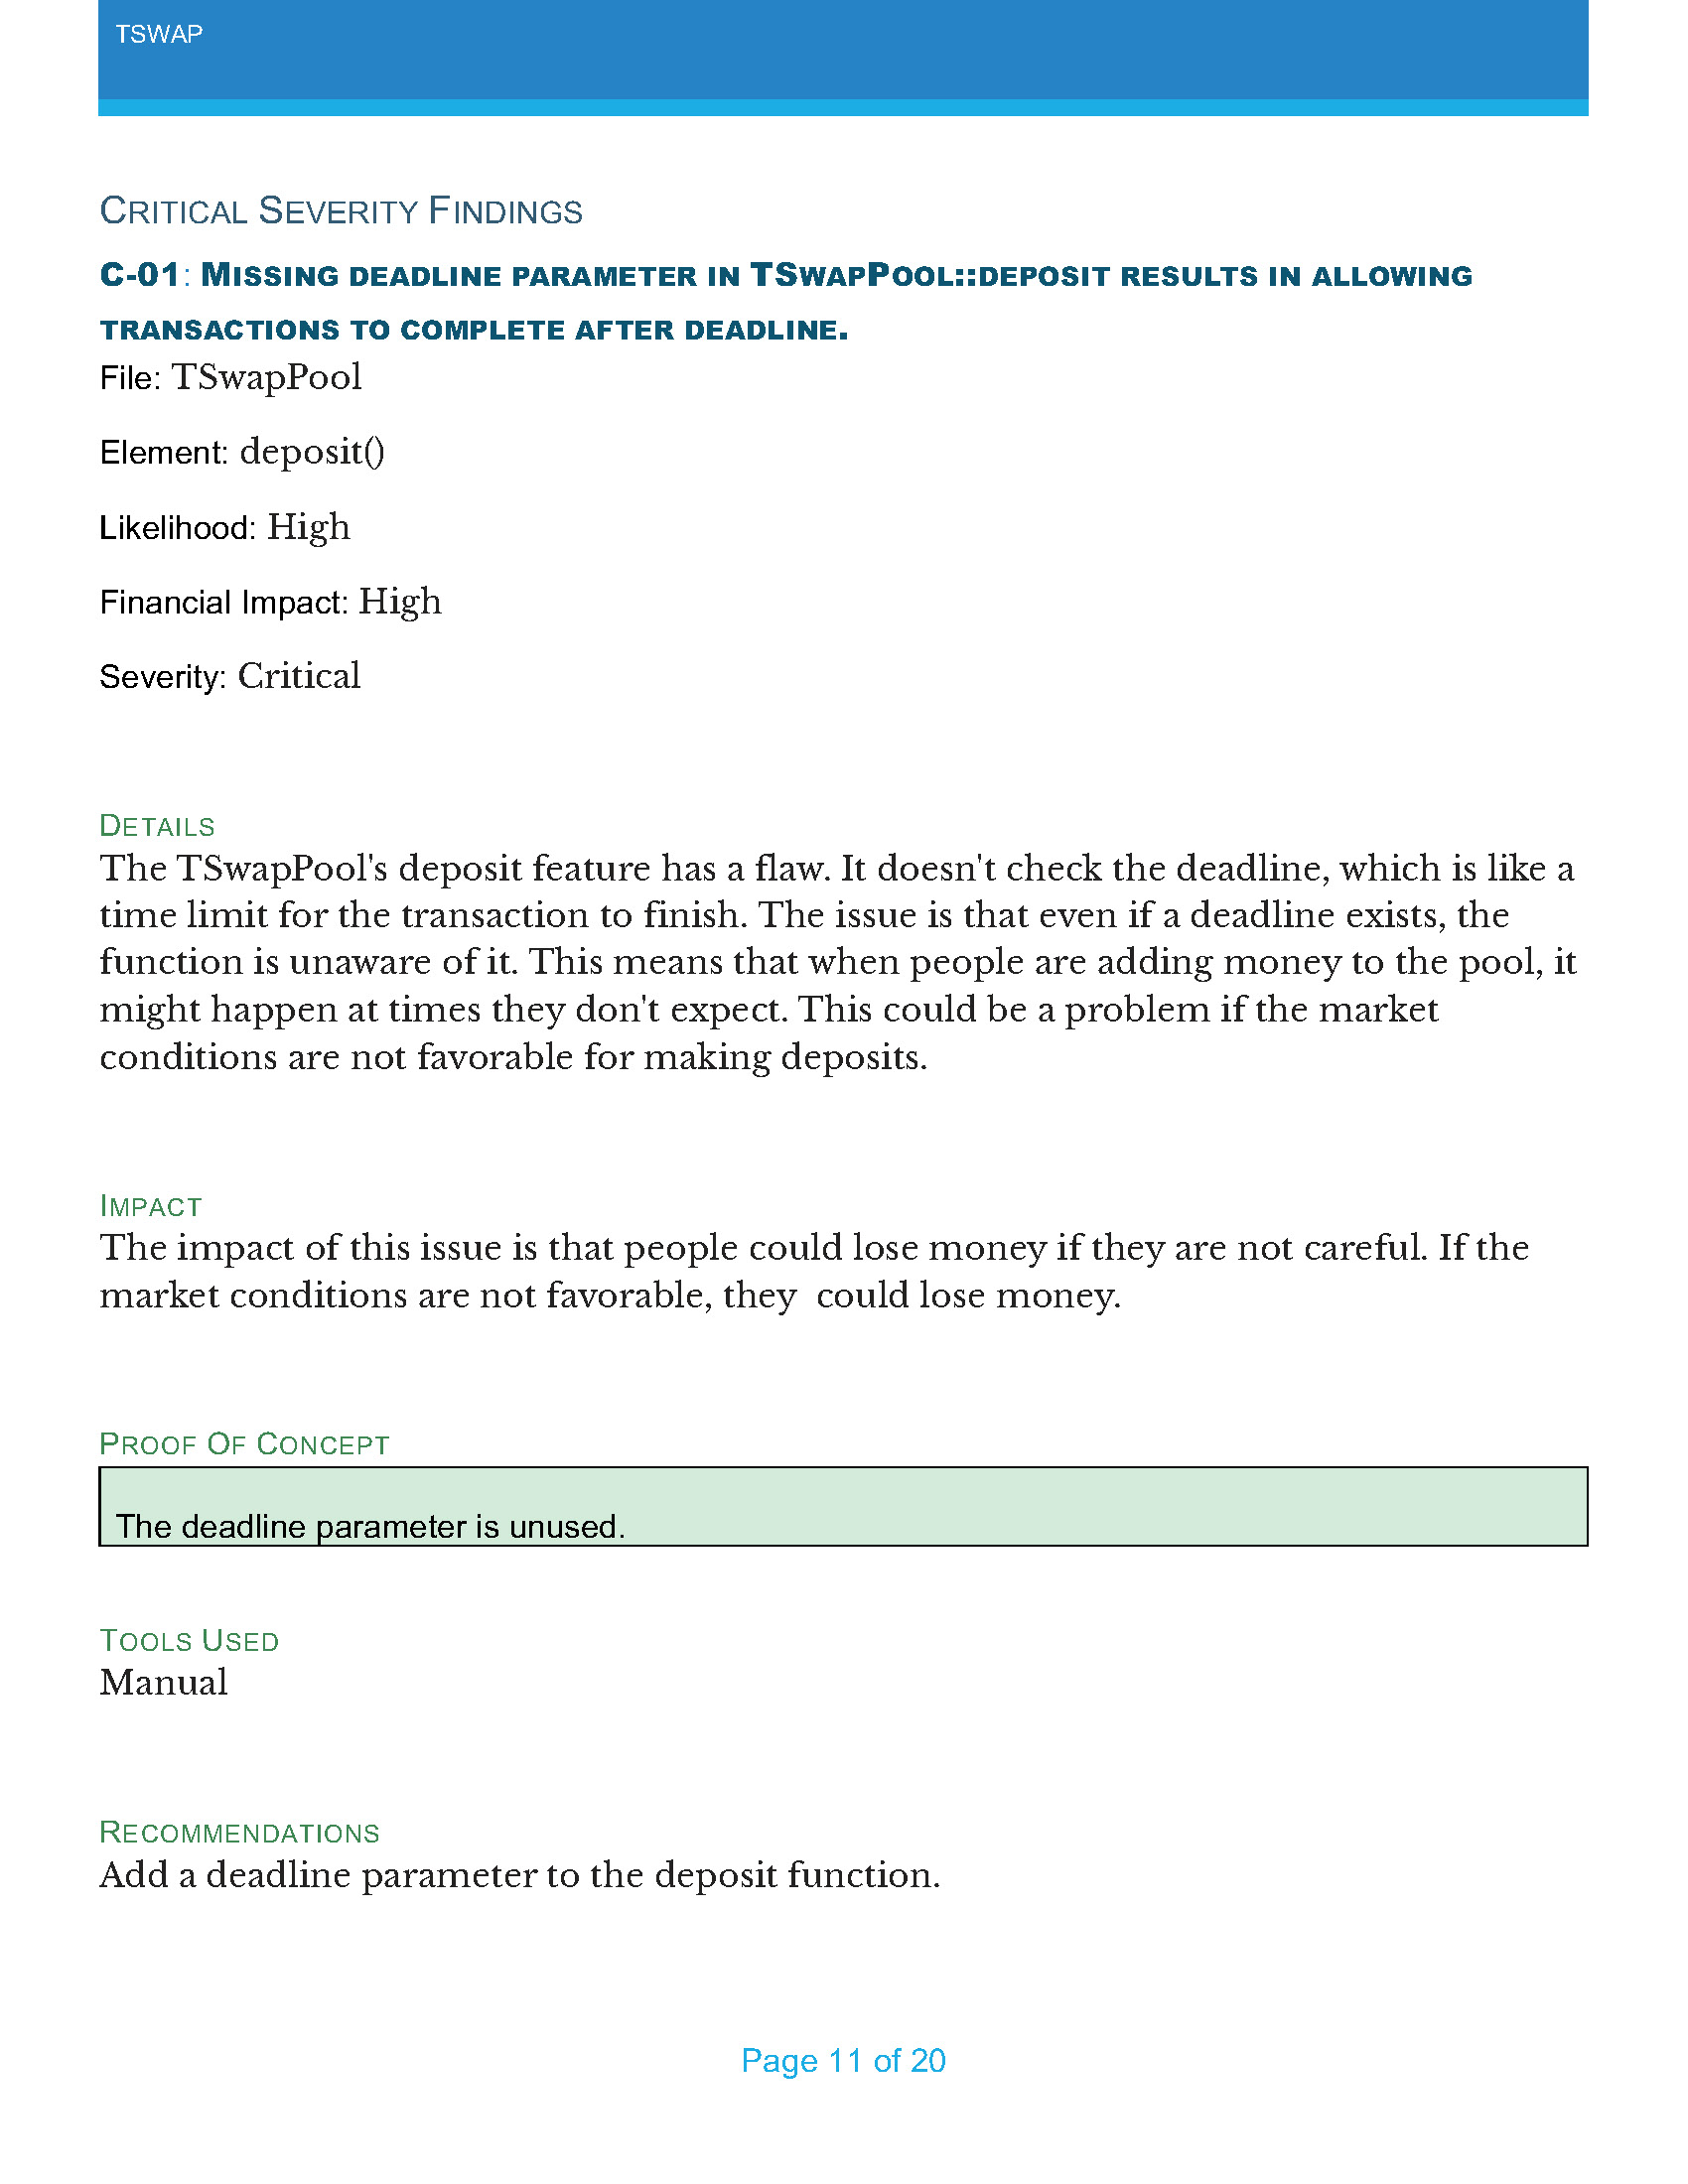 TSWAP
CRITICAL SEVERITY FINDINGS
C-01: MISSING DEADLINE PARAMETER IN TSWAPPOOL::DEPOSIT RESULTS IN ALLOWING
TRANSACTIONS TO COMPLETE AFTER DEADLINE.
File: TSwapPool
Element: deposit()
Likelihood: High
Financial Impact: High
Severity: Critical
DETAILS
The TSwapPool's deposit feature has a flaw. It doesn't check the deadline, which is like a
time limit for the transaction to finish. The issue is that even if a deadline exists, the
function is unaware of it. This means that when people are adding money to the pool, it
might happen at times they don't expect. This could be a problem if the market
conditions are not favorable for making deposits.
IMPACT
The impact of this issue is that people could lose money if they are not careful. If the
market conditions are not favorable, they  could lose money.
PROOF OF CONCEPT
The deadline parameter is unused.
TOOLS USED
Manual
RECOMMENDATIONS
Add a deadline parameter to the deposit function.
Page 11 of 20